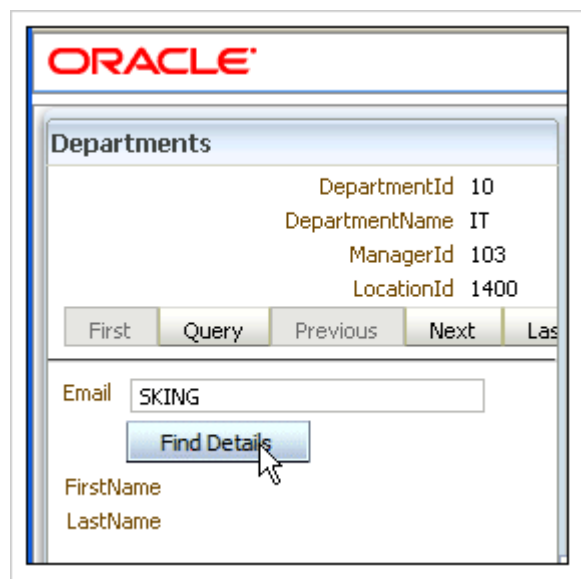 ORACLE
Departments
DepartmentId 10
DepartmentName IT
ManagerId 103
LocationId 1400
First Query Previous Next Las
Email SKING
Find Details
FirstName
LastName